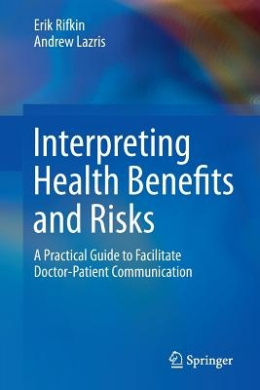 Erik Rifkin
Andrew Lazris
Interpreting
Health Benefits
and Risks
A Practical Guide to Facilitate
Doctor-Patient Communication
Springer